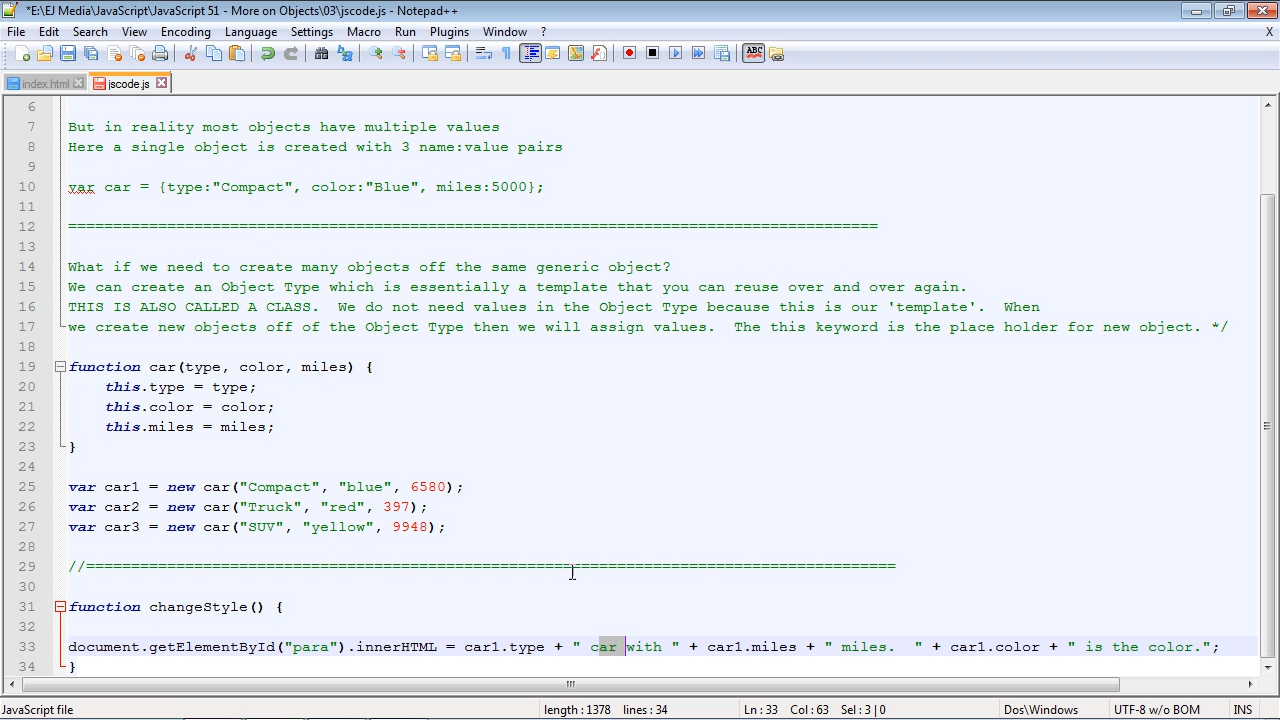 *E:\EJ Media\JavaScript\JavaScript 51 - More on Objects\03\jscode.js - Notepad++
File Edit Search View Encoding Language Settings Macro Run Plugins Window ? X
ABC
index.html jscode.js
6
7 But in reality most objects have multiple values
8 Here a single object is created with 3 name:value pairs
9
10 var car = {type:"Compact", color:"Blue", miles:5000};
11
12 ==========================================================================================
13
14 What if we need to create many objects off the same generic object?
15 We can create an Object Type which is essentially a template that you can reuse over and over again.
16 THIS IS ALSO CALLED A CLASS.  We do not need values in the Object Type because this is our 'template'.  When
17 we create new objects off of the Object Type then we will assign values.  The this keyword is the place holder for new object. */
18
19 function car(type, color, miles) {
20     this.type = type;
21     this.color = color;
22     this.miles = miles;
23 }
24
25 var car1 = new car("Compact", "blue", 6580);
26 var car2 = new car("Truck", "red", 397);
27 var car3 = new car("SUV", "yellow", 9948);
28
29 //==========================================================================================
30
31 function changeStyle() {
32
33 document.getElementById("para").innerHTML = car1.type + " car with " + car1.miles + " miles.  " + car1.color + " is the color.";
34 }
JavaScript file length : 1378 lines : 34 Ln : 33 Col : 63 Sel : 3 | 0 Dos\Windows UTF-8 w/o BOM INS